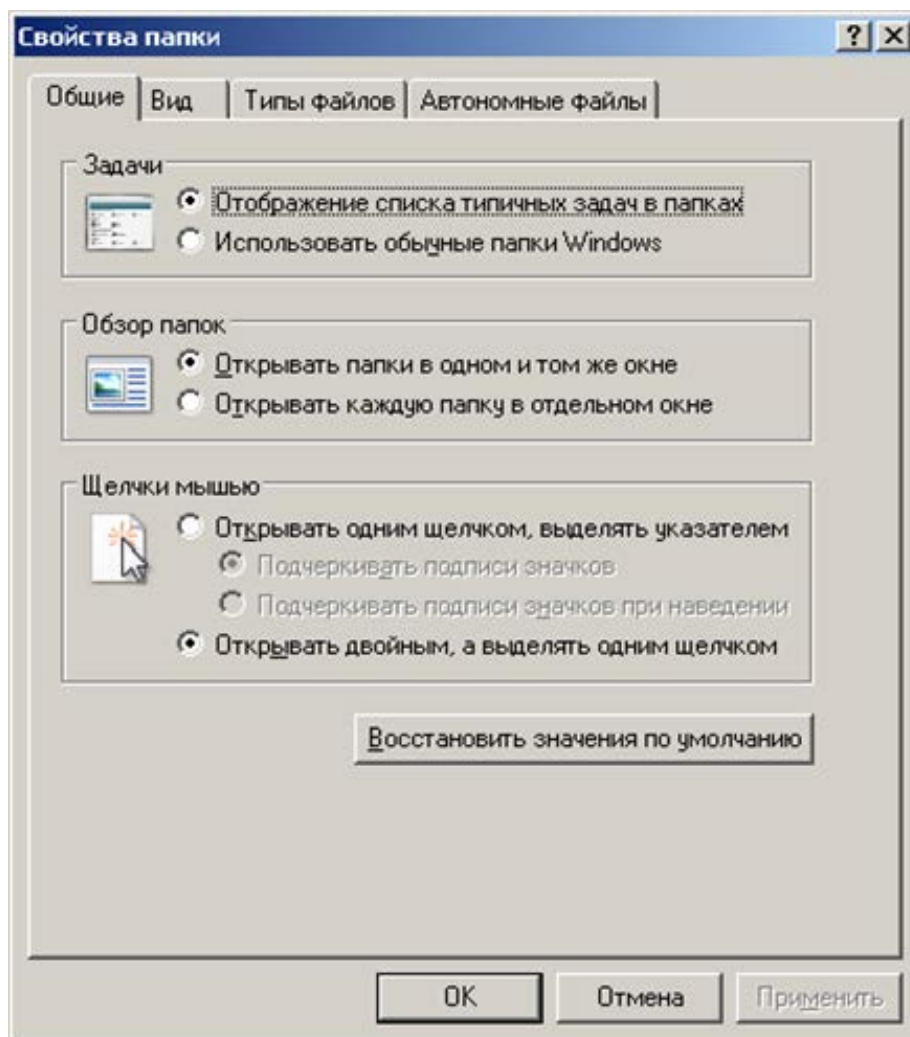 Свойства папки
Общие Вид Типы файлов Автономные файлы
Задачи
Отображение списка типичных задач в папках
Использовать обычные папки Windows
Обзор папок
Открывать папки в одном и том же окне
Открывать каждую папку в отдельном окне
Щелчки мышью
Открывать одним щелчком, выделять указателем
Подчеркивать подписи значков
Подчеркивать подписи значков при наведении
Открывать двойным, а выделять одним щелчком
Восстановить значения по умолчанию
OK Отмена Применить